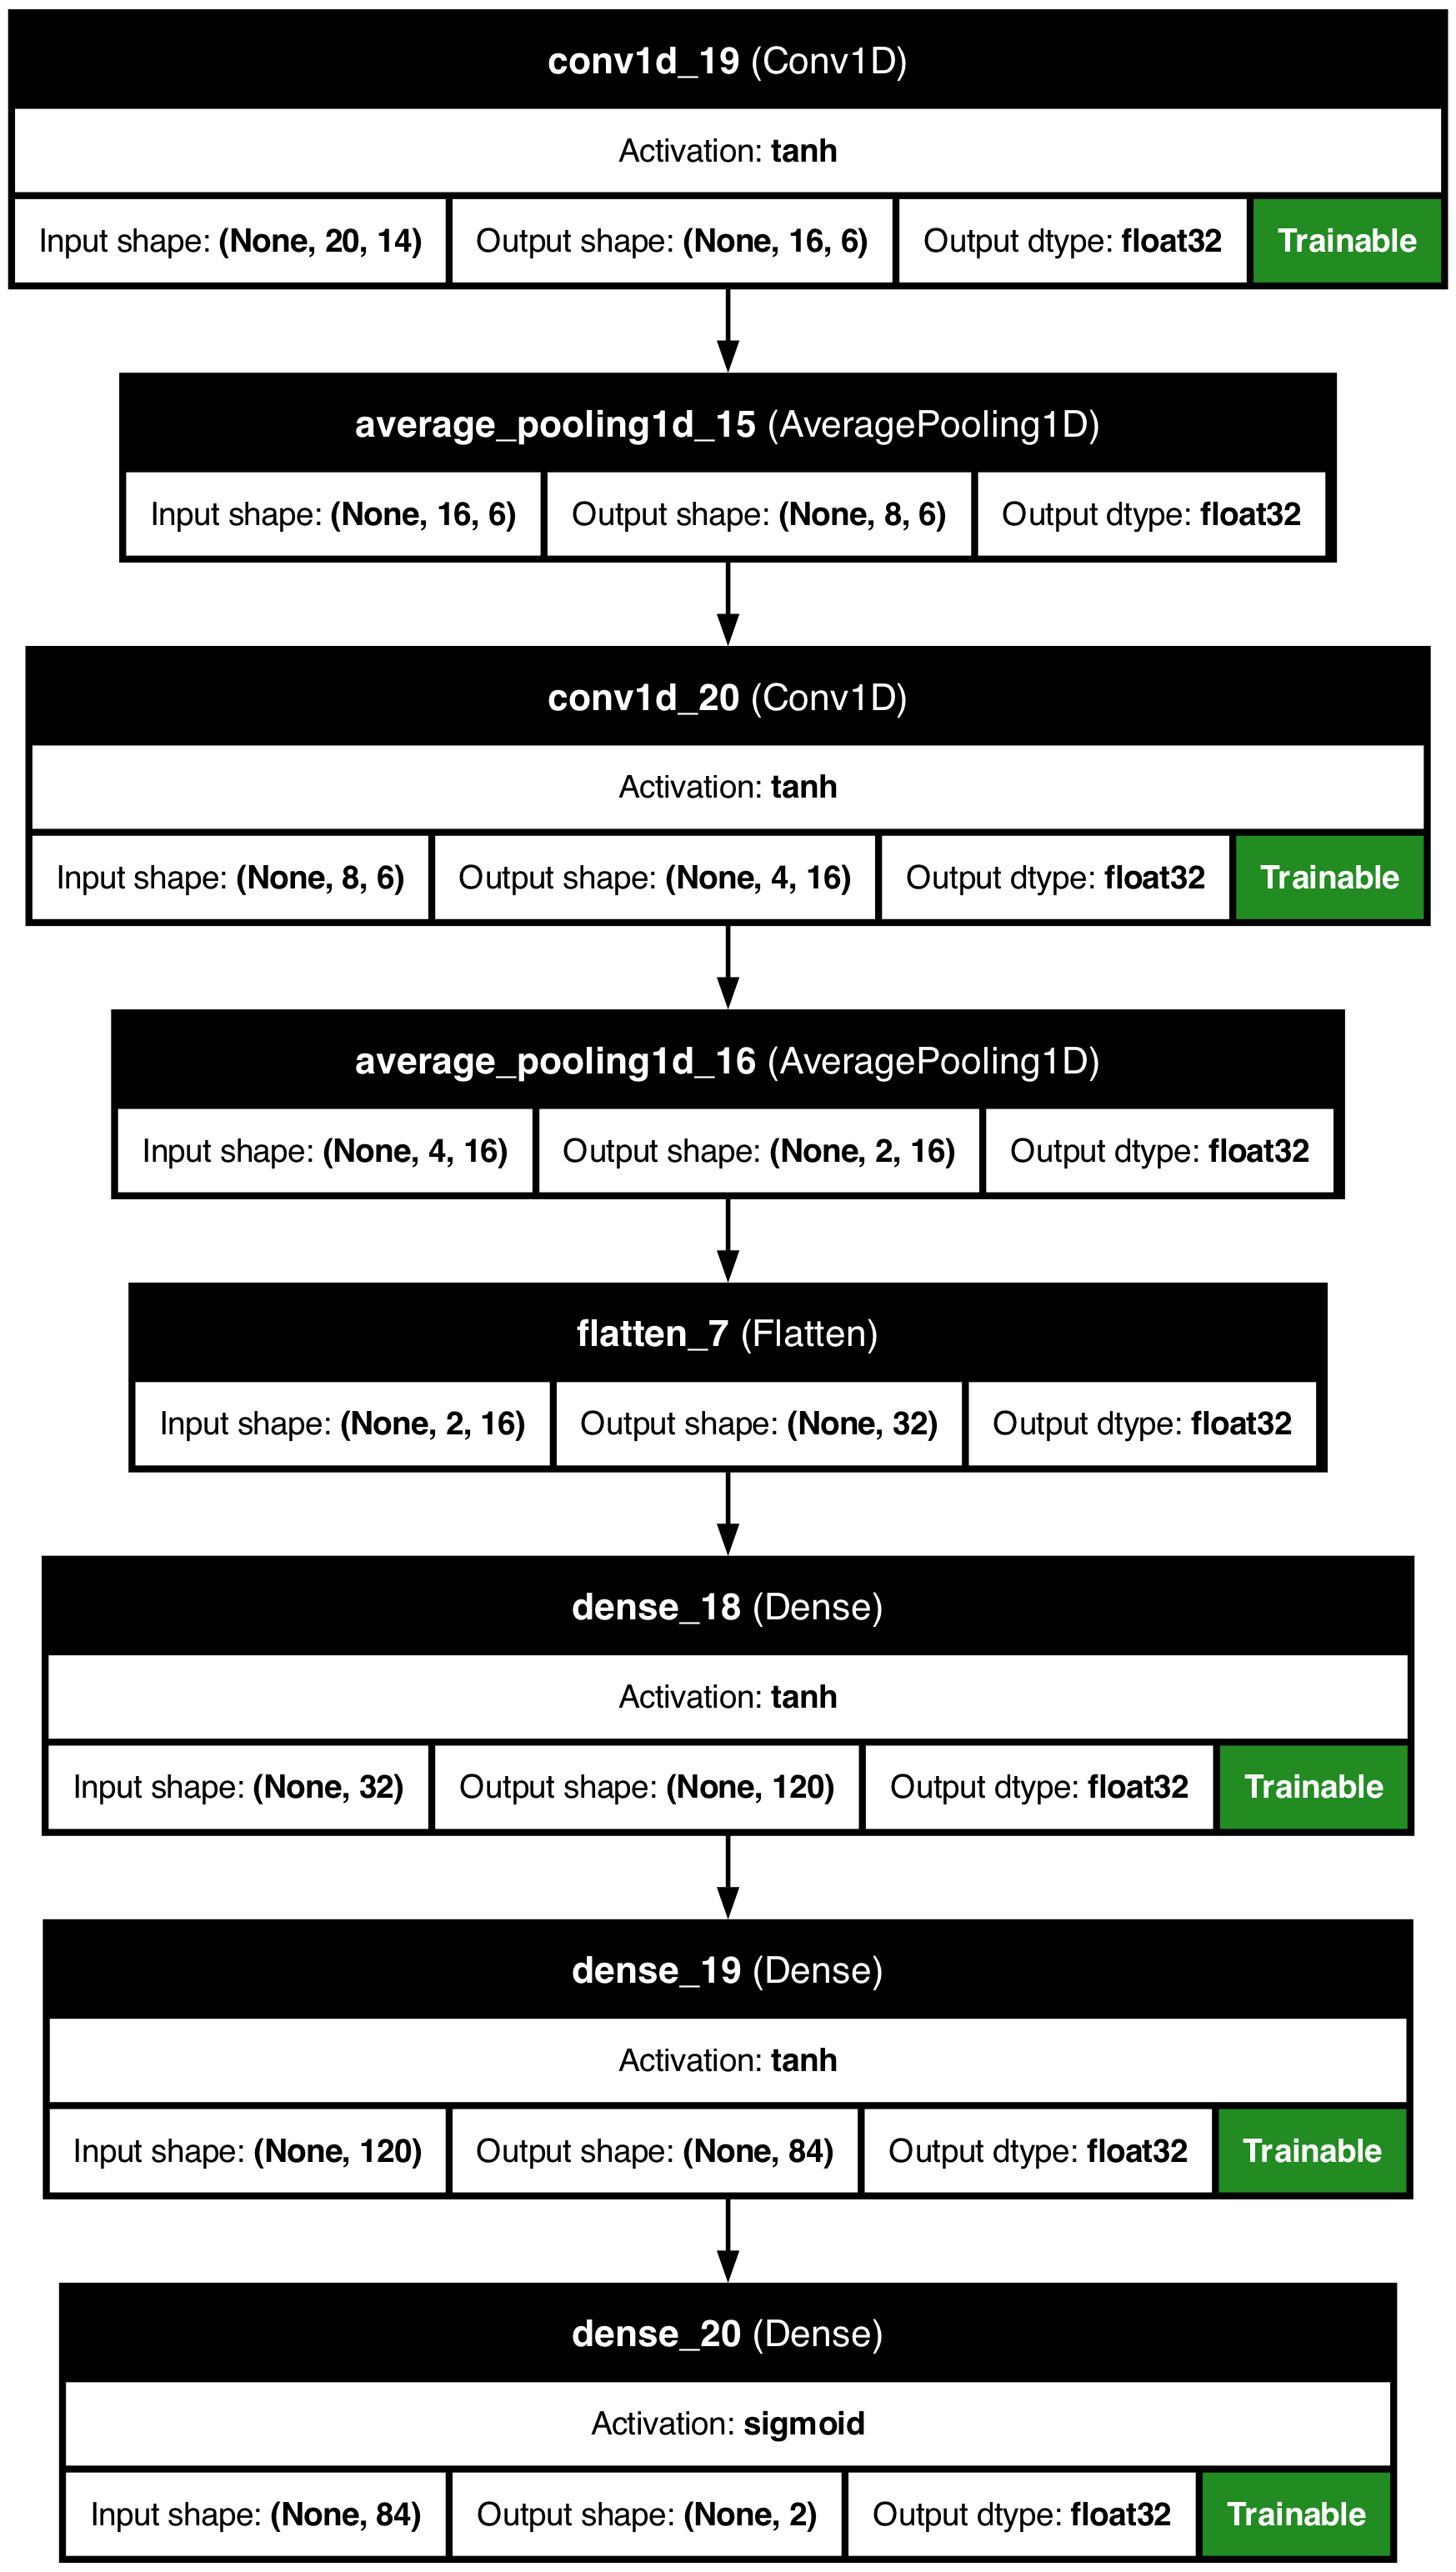 conv1d_19 (Conv1D)
Activation: tanh
Input shape: (None, 20, 14) Output shape: (None, 16, 6) Output dtype: float32 Trainable
average_pooling1d_15 (AveragePooling1D)
Input shape: (None, 16, 6) Output shape: (None, 8, 6) Output dtype: float32
conv1d_20 (Conv1D)
Activation: tanh
Input shape: (None, 8, 6) Output shape: (None, 4, 16) Output dtype: float32 Trainable
average_pooling1d_16 (AveragePooling1D)
Input shape: (None, 4, 16) Output shape: (None, 2, 16) Output dtype: float32
flatten_7 (Flatten)
Input shape: (None, 2, 16) Output shape: (None, 32) Output dtype: float32
dense_18 (Dense)
Activation: tanh
Input shape: (None, 32) Output shape: (None, 120) Output dtype: float32 Trainable
dense_19 (Dense)
Activation: tanh
Input shape: (None, 120) Output shape: (None, 84) Output dtype: float32 Trainable
dense_20 (Dense)
Activation: sigmoid
Input shape: (None, 84) Output shape: (None, 2) Output dtype: float32 Trainable